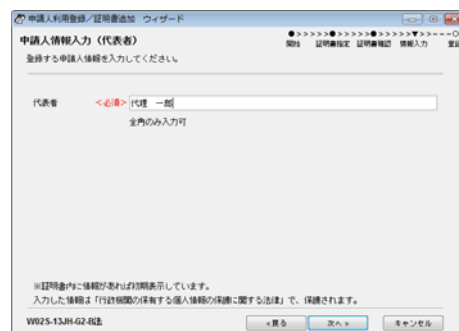 申請人利用登録／証明書追加　ウィザード
申請人情報入力（代表者）
●>>>>>●>>>>>●>>>>>▼>>---○
開始　証明書指定　証明書確認　情報入力　登
登録する申請人情報を入力してください。
代表者　＜必須＞　代理　一郎
全角のみ入力可
※証明書内に情報があれば初期表示しています。
入力した情報は「行政機関の保有する個人情報の保護に関する法律」で、保護されます。
W025-13JH-G2-B法　＜戻る　次へ＞　キャンセル